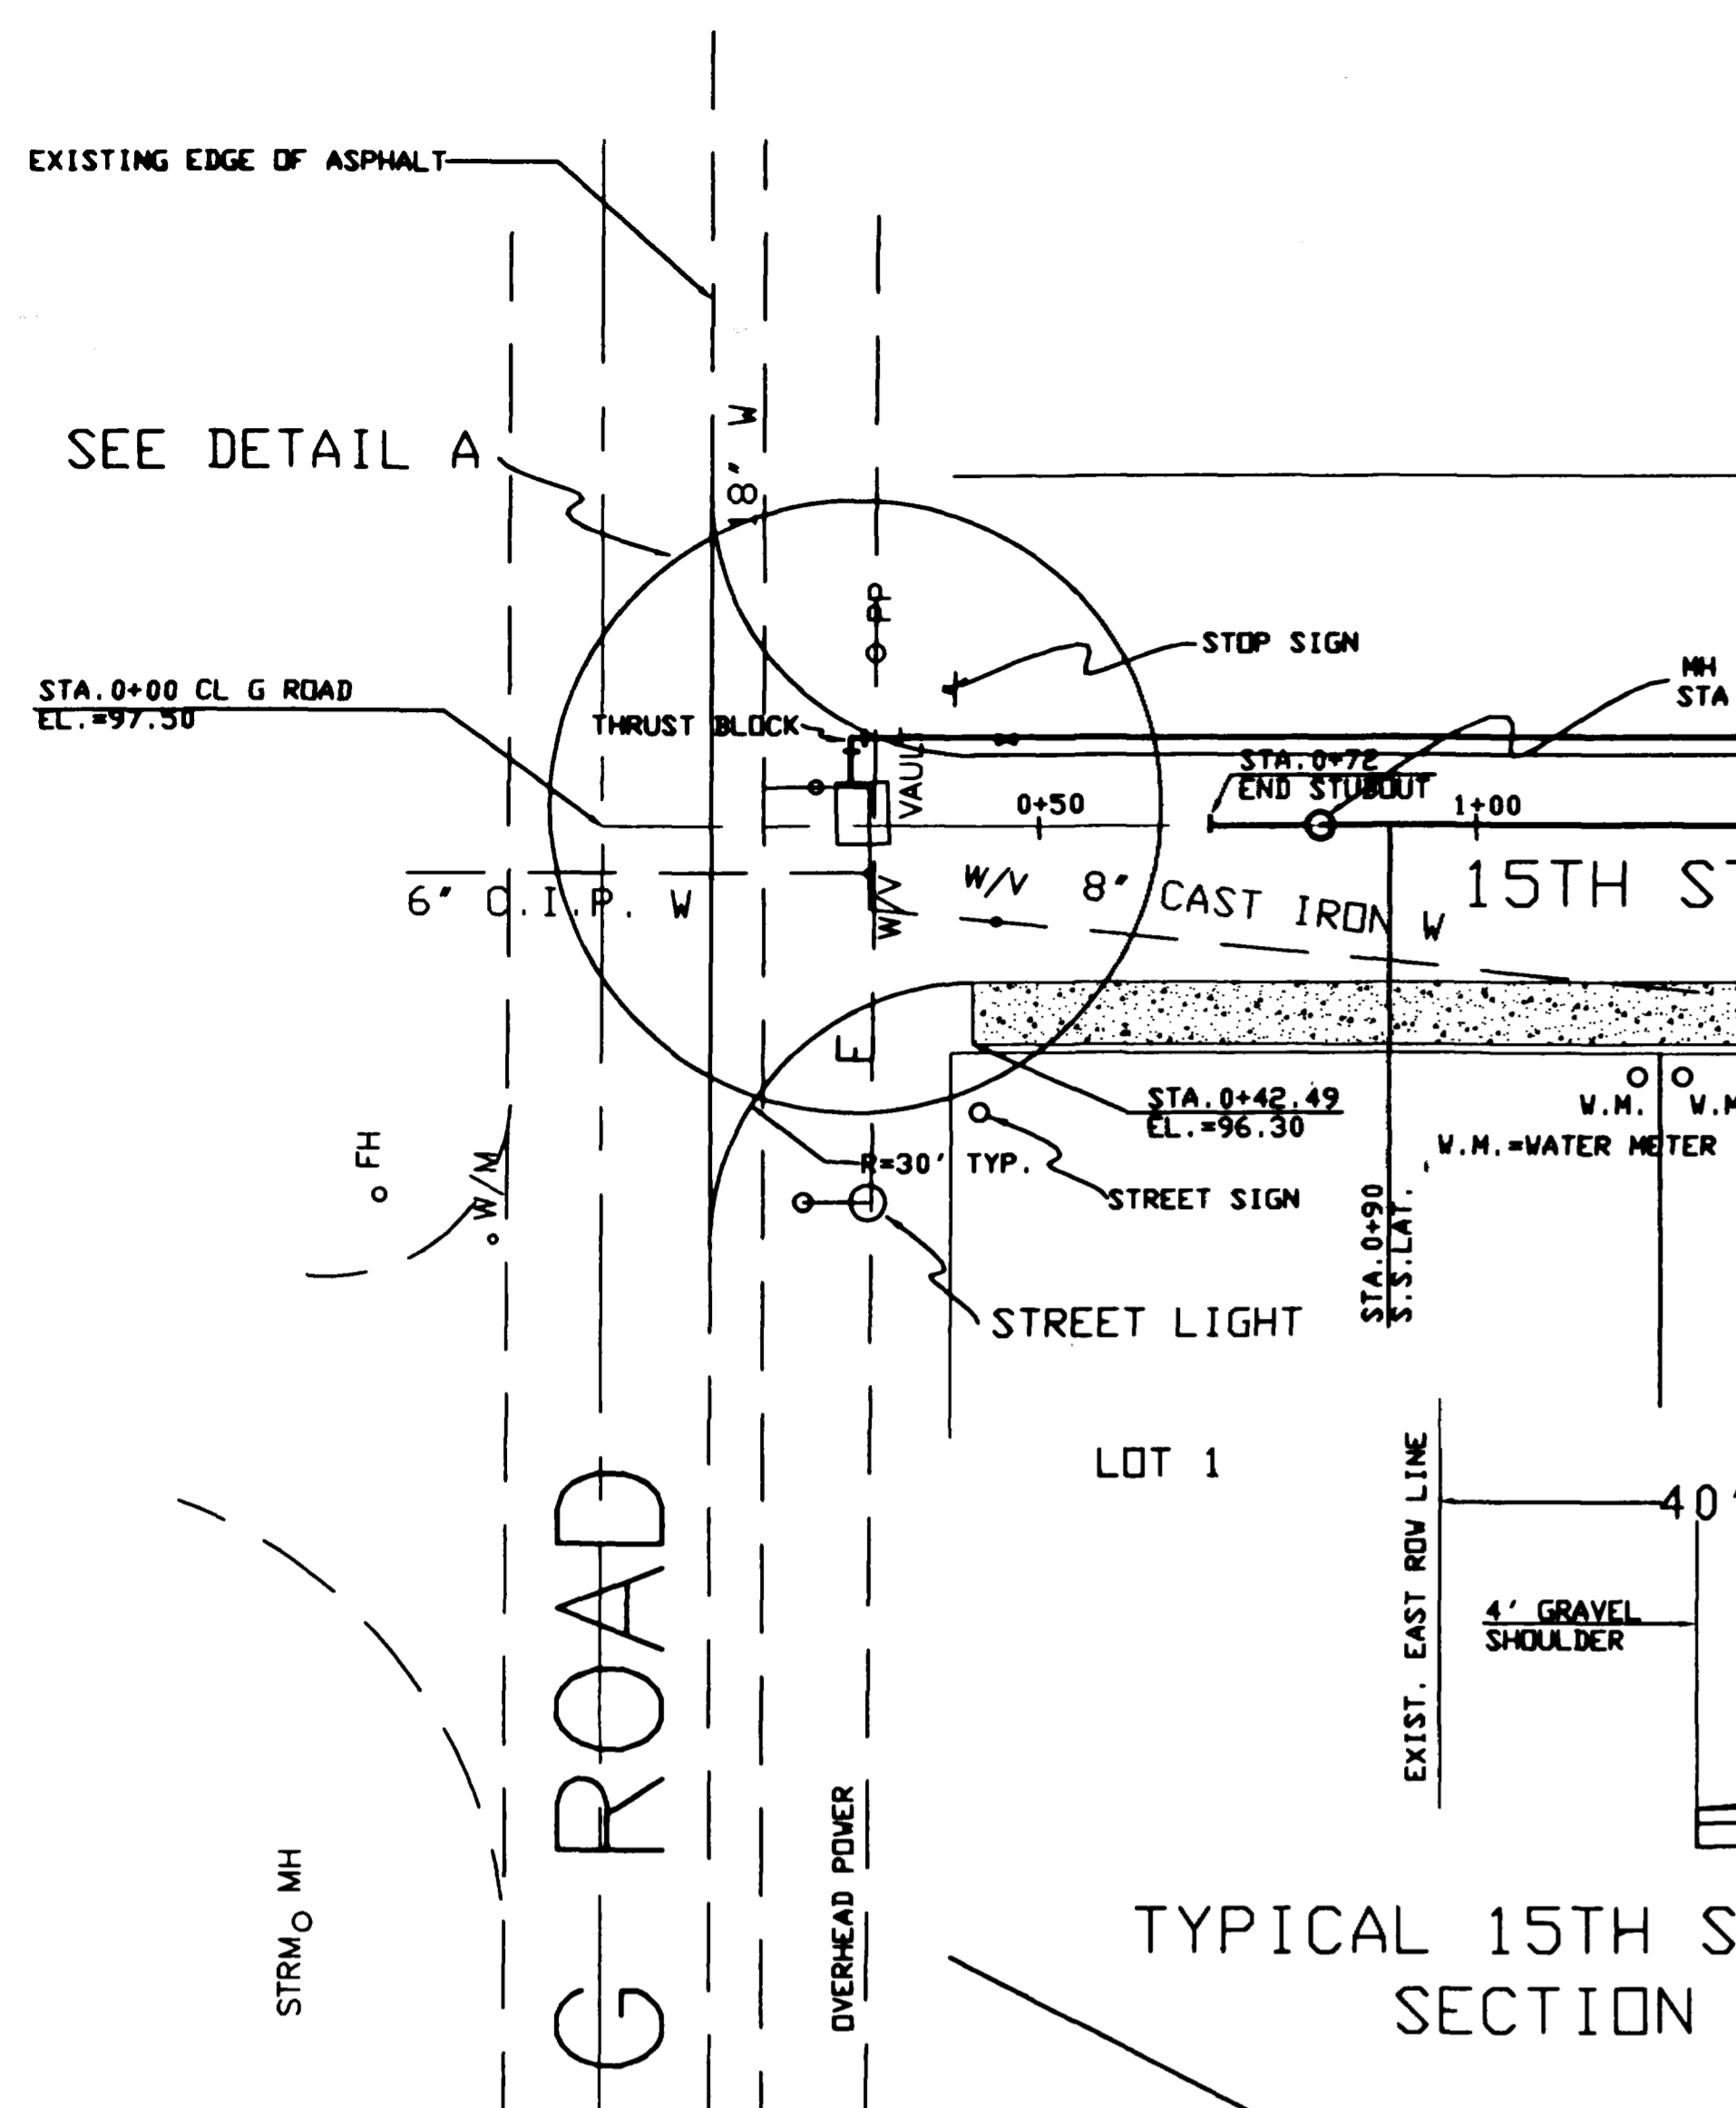 EXISTING EDGE OF ASPHALT
18" W
SEE DETAIL A
PP
STOP SIGN
STA.0+00 CL G ROAD
EL.=97.50
MH
STA
THRUST BLOCK
VAULT
STA.0+72
END STUBOUT
0+50
1+00
15TH ST
6" C.I.P. W
W/V
W/V
8" CAST IRON W
E
STA.0+42.49
EL.=96.30
W.M.
W.M
W.M.=WATER METER
FH
W/M
R=30' TYP.
STREET SIGN
STA.0+90
S.S.LAT.
STREET LIGHT
LOT 1
EXIST. EAST ROW LINE
40'
4' GRAVEL
SHOULDER
G ROAD
OVERHEAD POWER
STRM MH
TYPICAL 15TH S
SECTION